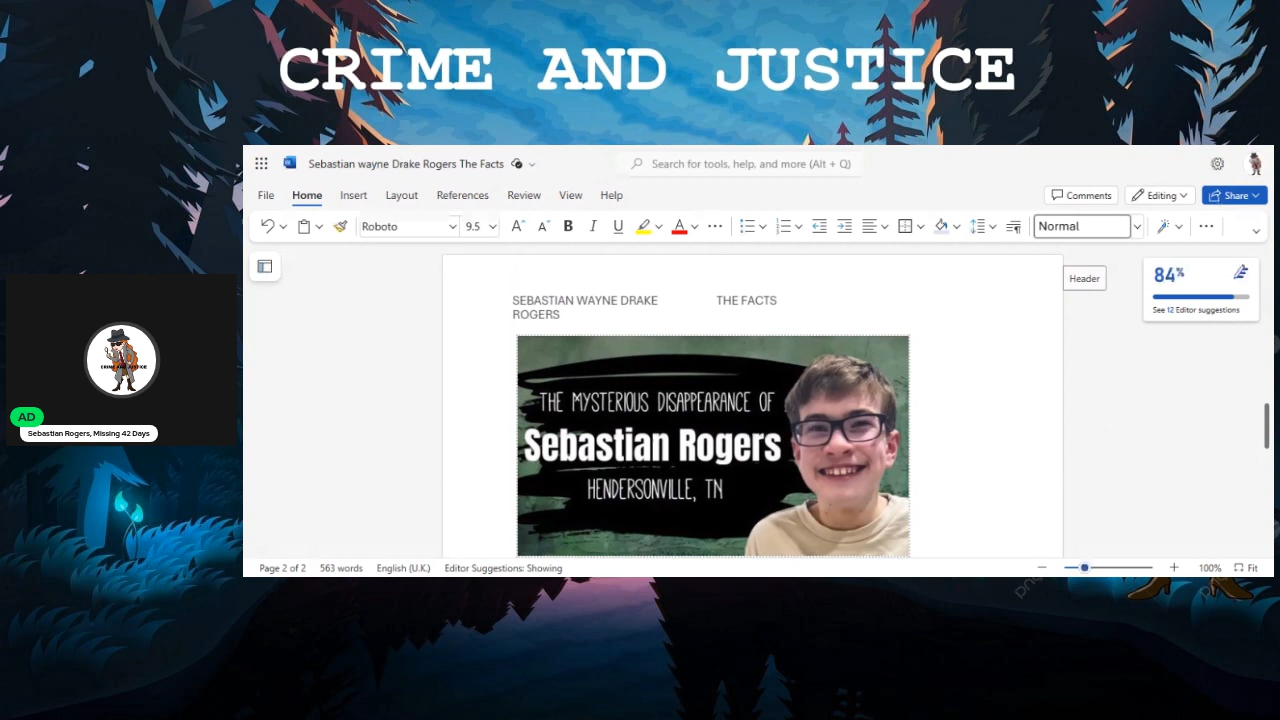 CRIME AND JUSTICE
Sebastian wayne Drake Rogers The Facts
Search for tools, help, and more (Alt + Q)
File Home Insert Layout References Review View Help
Comments Editing Share
Roboto 9.5 A A B I U A Normal
84%
See 12 Editor suggestions
Header
SEBASTIAN WAYNE DRAKE THE FACTS
ROGERS
THE MYSTERIOUS DISAPPEARANCE OF
Sebastian Rogers
HENDERSONVILLE, TN
CRIME AND JUSTICE
AD
Sebastian Rogers, Missing 42 Days
Page 2 of 2 563 words English (U.K.) Editor Suggestions: Showing 100% Fit